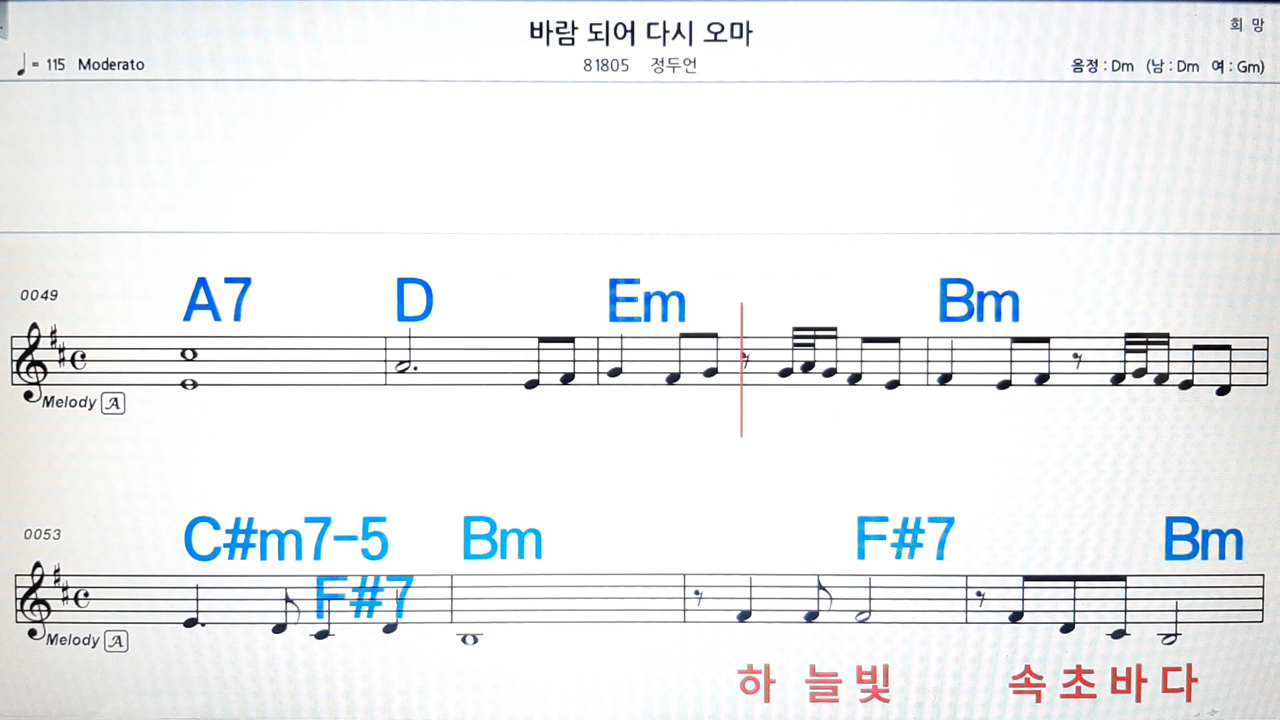 바람 되어 다시 오마
희 망
♩= 115 Moderato
81805 정두언
음정 : Dm (남 : Dm 여 : Gm)
0049
A7 D Em Bm
Melody A
0053
C#m7-5 Bm F#7 Bm
F#7
Melody A
하 늘빛 속초바다